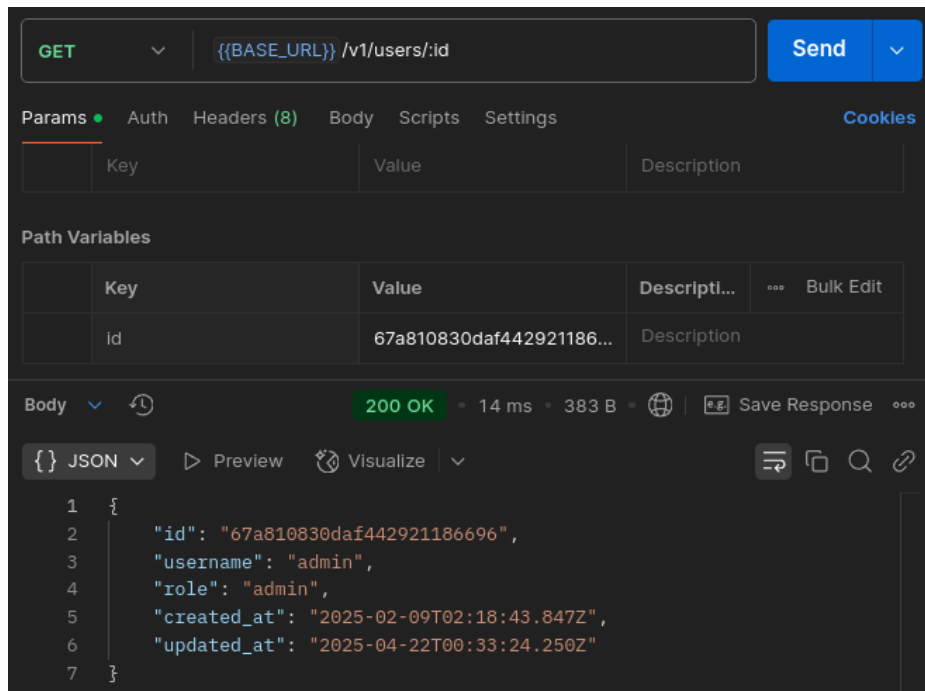 GET {{BASE_URL}}/v1/users/:id Send
Params Auth Headers (8) Body Scripts Settings Cookies
Key Value Description
Path Variables
Key Value Descripti... Bulk Edit
id 67a810830daf442921186... Description
Body 200 OK 14 ms 383 B e.g. Save Response
{} JSON Preview Visualize
1 {
2 "id": "67a810830daf442921186696",
3 "username": "admin",
4 "role": "admin",
5 "created_at": "2025-02-09T02:18:43.847Z",
6 "updated_at": "2025-04-22T00:33:24.250Z"
7 }